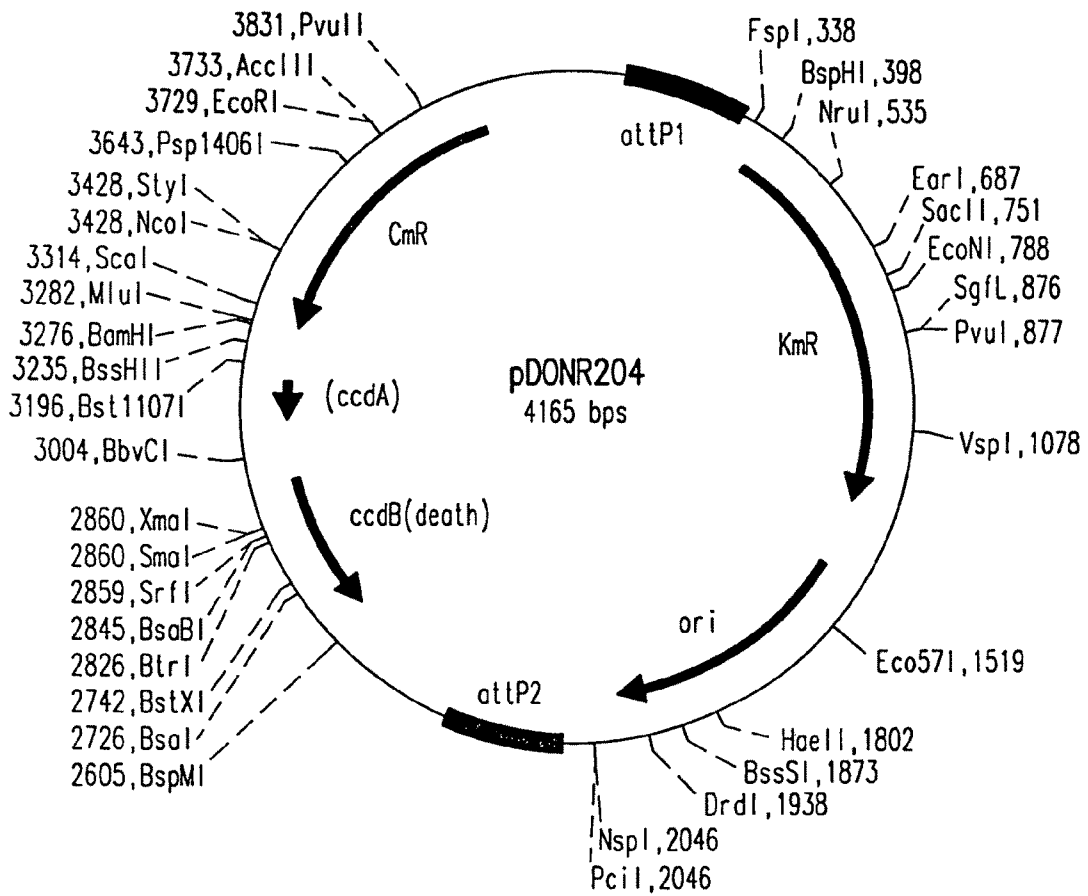 3831,PvuII
3733,AccIII
3729,EcoRI
3643,Psp1406I
3428,StyI
3428,NcoI
3314,ScaI
3282,MluI
3276,BamHI
3235,BssHII
3196,Bst1107I
3004,BbvCI
2860,XmaI
2860,SmaI
2859,SrfI
2845,BsaBI
2826,BtrI
2742,BstXI
2726,BsaI
2605,BspMI
attP1
CmR
KmR
pDONR204
4165 bps
(ccdA)
ccdB(death)
ori
attP2
FspI,338
BspHI,398
NruI,535
EarI,687
SacII,751
EcoNI,788
SgfL,876
PvuI,877
VspI,1078
Eco57I,1519
HaeII,1802
BssSI,1873
DrdI,1938
NspI,2046
PciI,2046